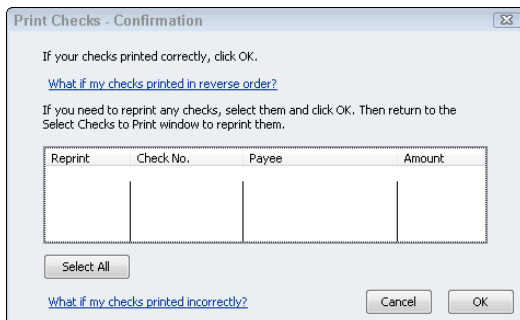 Print Checks - Confirmation
If your checks printed correctly, click OK.
What if my checks printed in reverse order?
If you need to reprint any checks, select them and click OK. Then return to the
Select Checks to Print window to reprint them.
Reprint Check No. Payee Amount
Select All
What if my checks printed incorrectly? Cancel OK